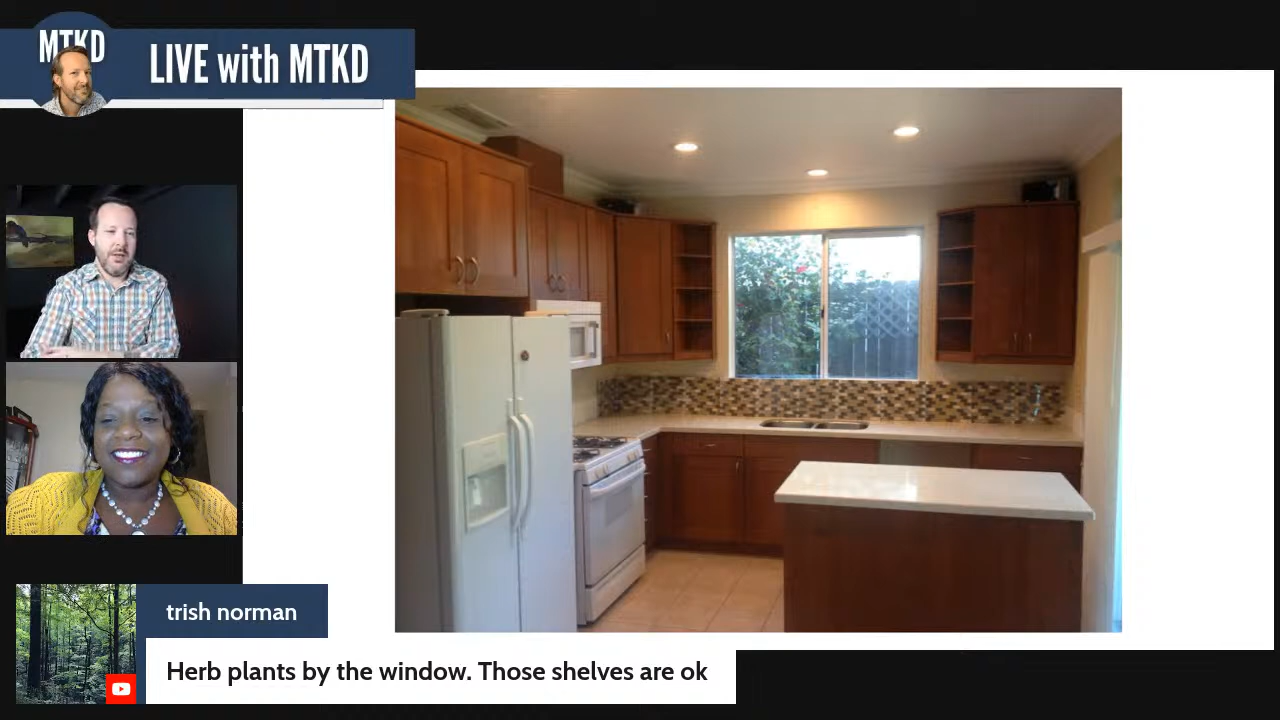 MTKD
LIVE with MTKD
trish norman
Herb plants by the window. Those shelves are ok